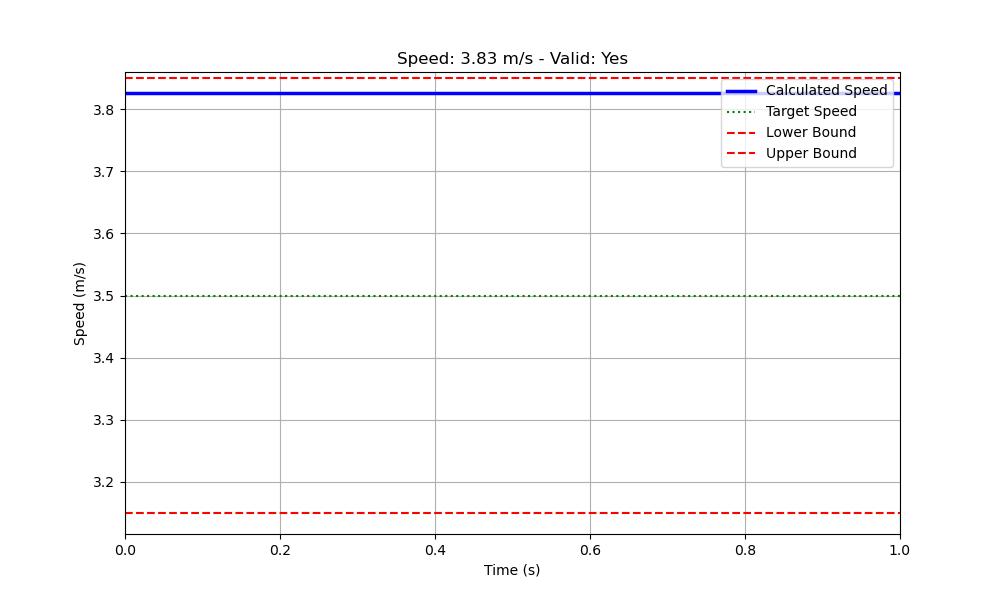 Speed: 3.83 m/s - Valid: Yes
Calculated Speed
Target Speed
Lower Bound
Upper Bound
3.8
3.7
3.6
3.5
3.4
3.3
3.2
Speed (m/s)
0.0 0.2 0.4 0.6 0.8 1.0
Time (s)